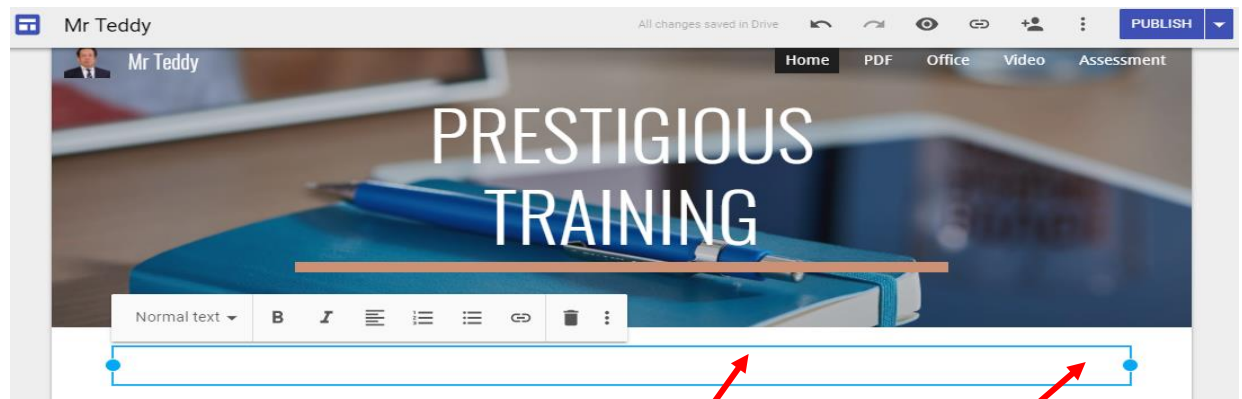 Mr Teddy
All changes saved in Drive
PUBLISH
Mr Teddy
Home PDF Office Video Assessment
PRESTIGIOUS
TRAINING
Normal text B I